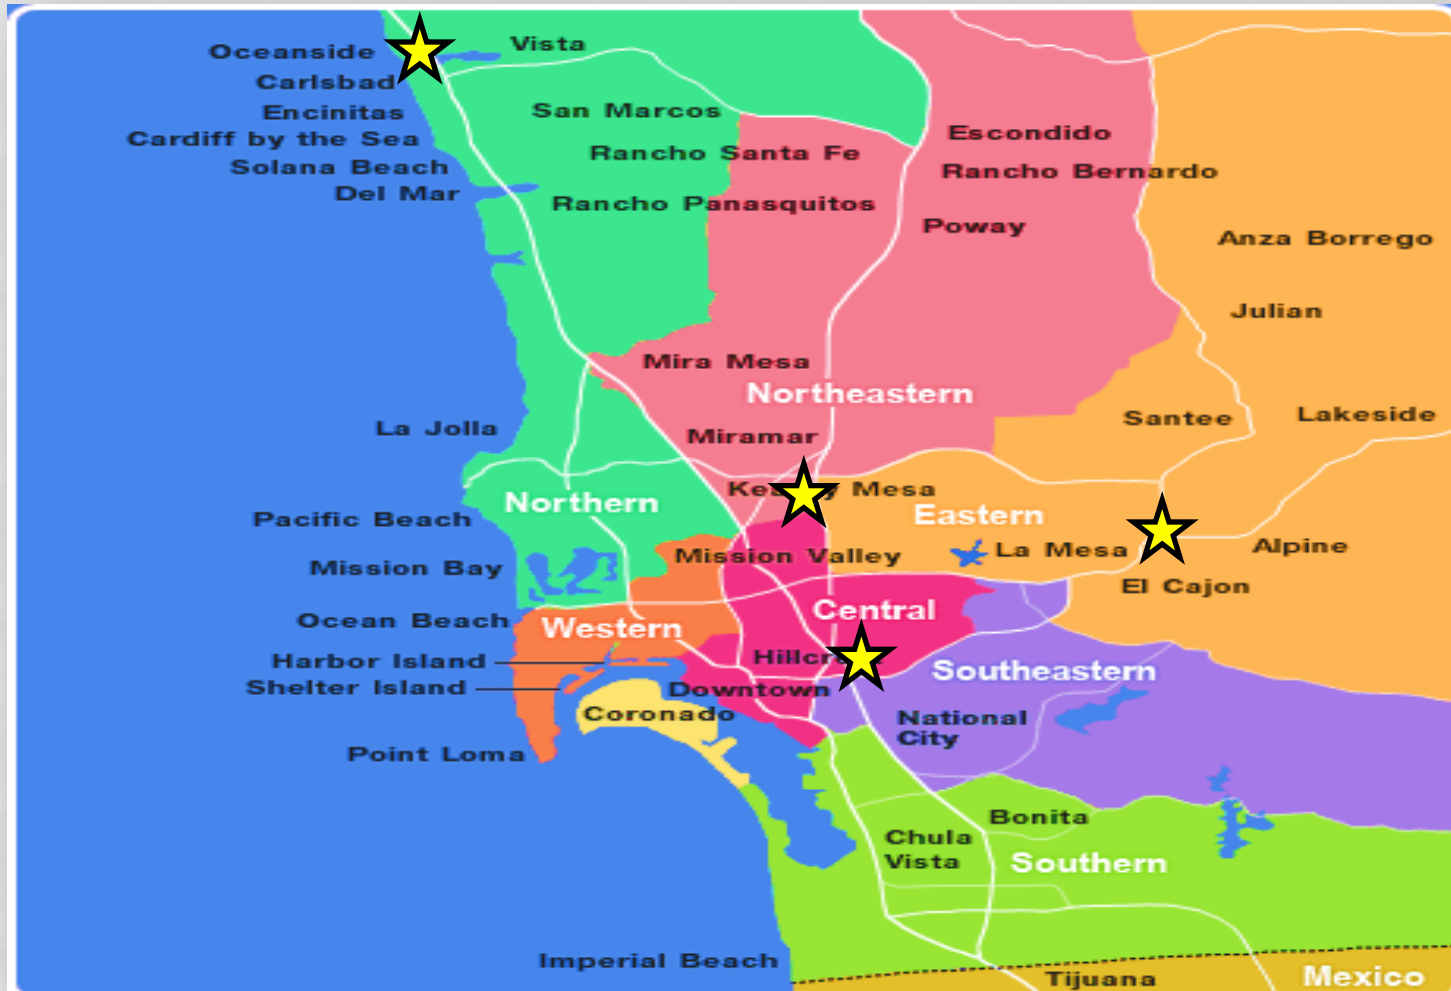 Oceanside
Vista
Carlsbad
Encinitas
San Marcos
Cardiff by the Sea
Escondido
Rancho Santa Fe
Solana Beach
Rancho Bernardo
Del Mar
Rancho Panasquitos
Poway
Anza Borrego
Julian
Mira Mesa
Northeastern
Santee
Lakeside
La Jolla
Miramar
Mesa
Northern
Eastern
Pacific Beach
La Mesa
Alpine
Mission Valley
Mission Bay
El Cajon
Central
Ocean Beach
Western
Harbor Island
Southeastern
Shelter Island
Downtown
Coronado
National
City
Point Loma
Bonita
Chula
Vista
Southern
Imperial Beach
Tijuana
Mexico